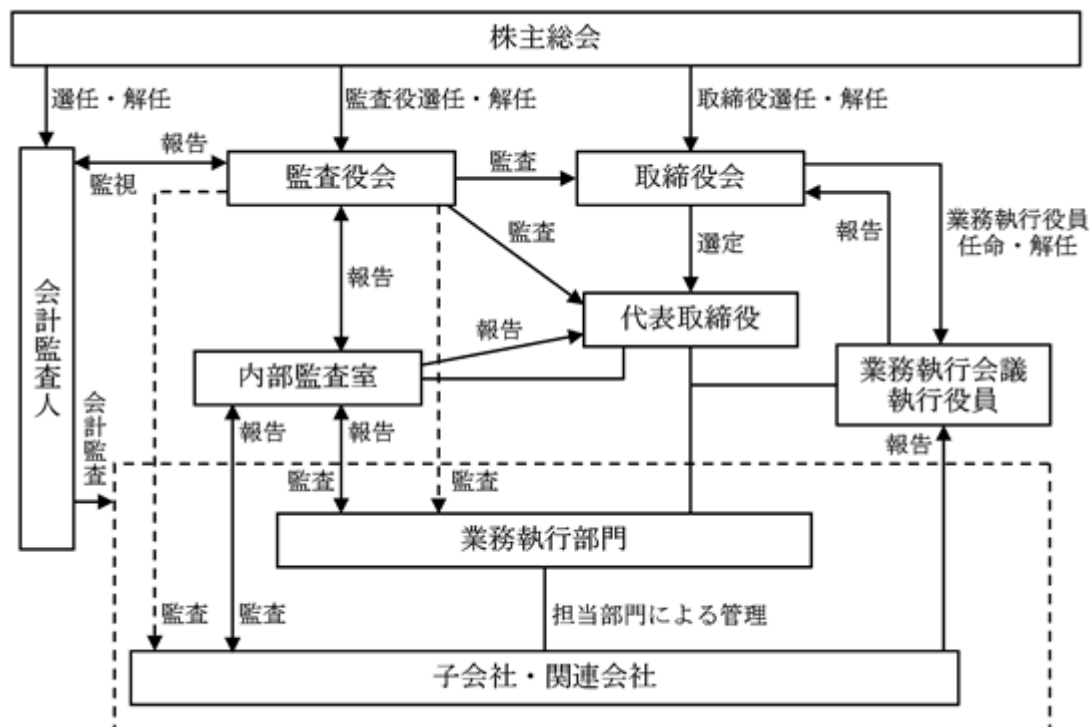 株主総会
選任・解任
監査役選任・解任
取締役選任・解任
報告
監視
監査役会
監査
取締役会
報告
業務執行役員
任命・解任
監査
選定
会計監査人
報告
代表取締役
報告
内部監査室
業務執行会議
執行役員
会計監査
報告
報告
報告
監査
監査
業務執行部門
監査
監査
担当部門による管理
子会社・関連会社